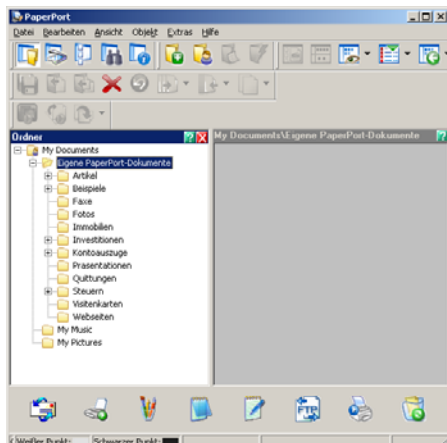 PaperPort
Datei Bearbeiten Ansicht Objekt Extras Hilfe
Ordner
My Documents\Eigene PaperPort-Dokumente
My Documents
Eigene PaperPort-Dokumente
Artikel
Beispiele
Faxe
Fotos
Immobilien
Investitionen
Kontoauszuge
Prasentationen
Quittungen
Steuern
Visitenkarten
Webseiten
My Music
My Pictures
FTP
Weißer Punkt: Schwarzer Punkt: